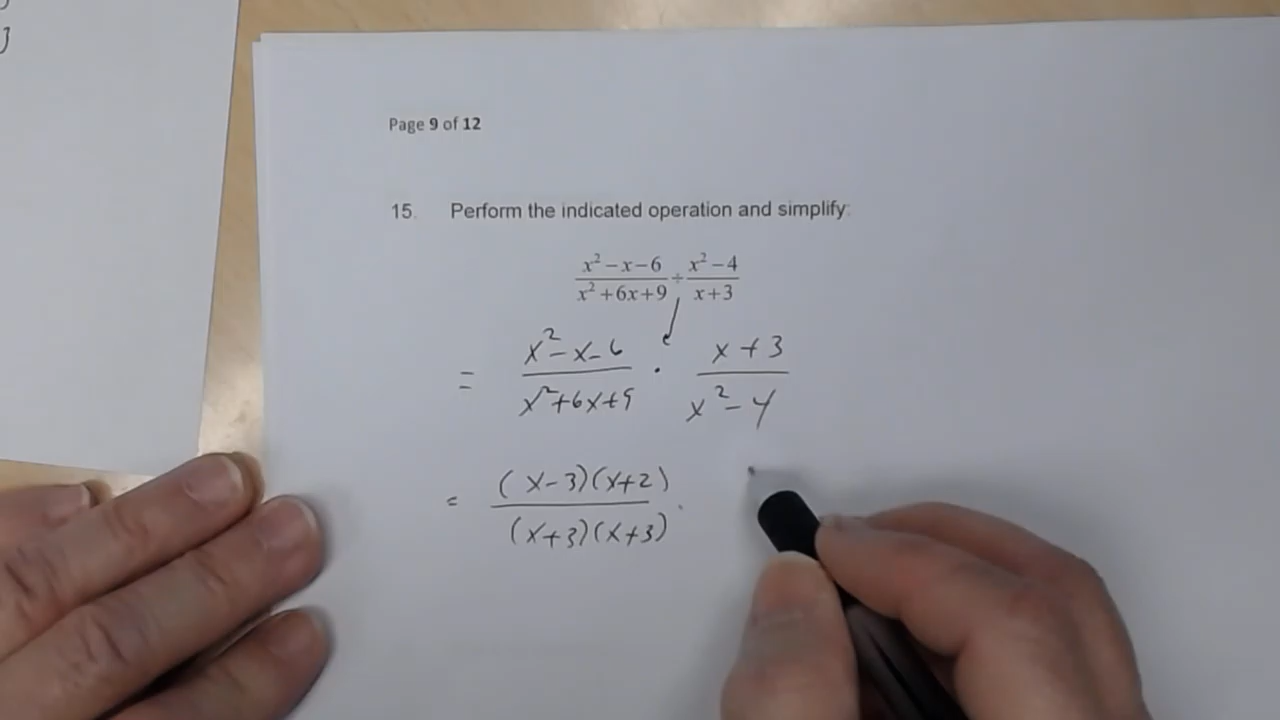 Page 9 of 12
15. Perform the indicated operation and simplify:
(x² − x − 6)/(x² + 6x + 9) ÷ (x² − 4)/(x + 3)
= (x² − x − 6)/(x² + 6x + 9) · (x + 3)/(x² − 4)
= ((x − 3)(x + 2))/((x + 3)(x + 3)) ·